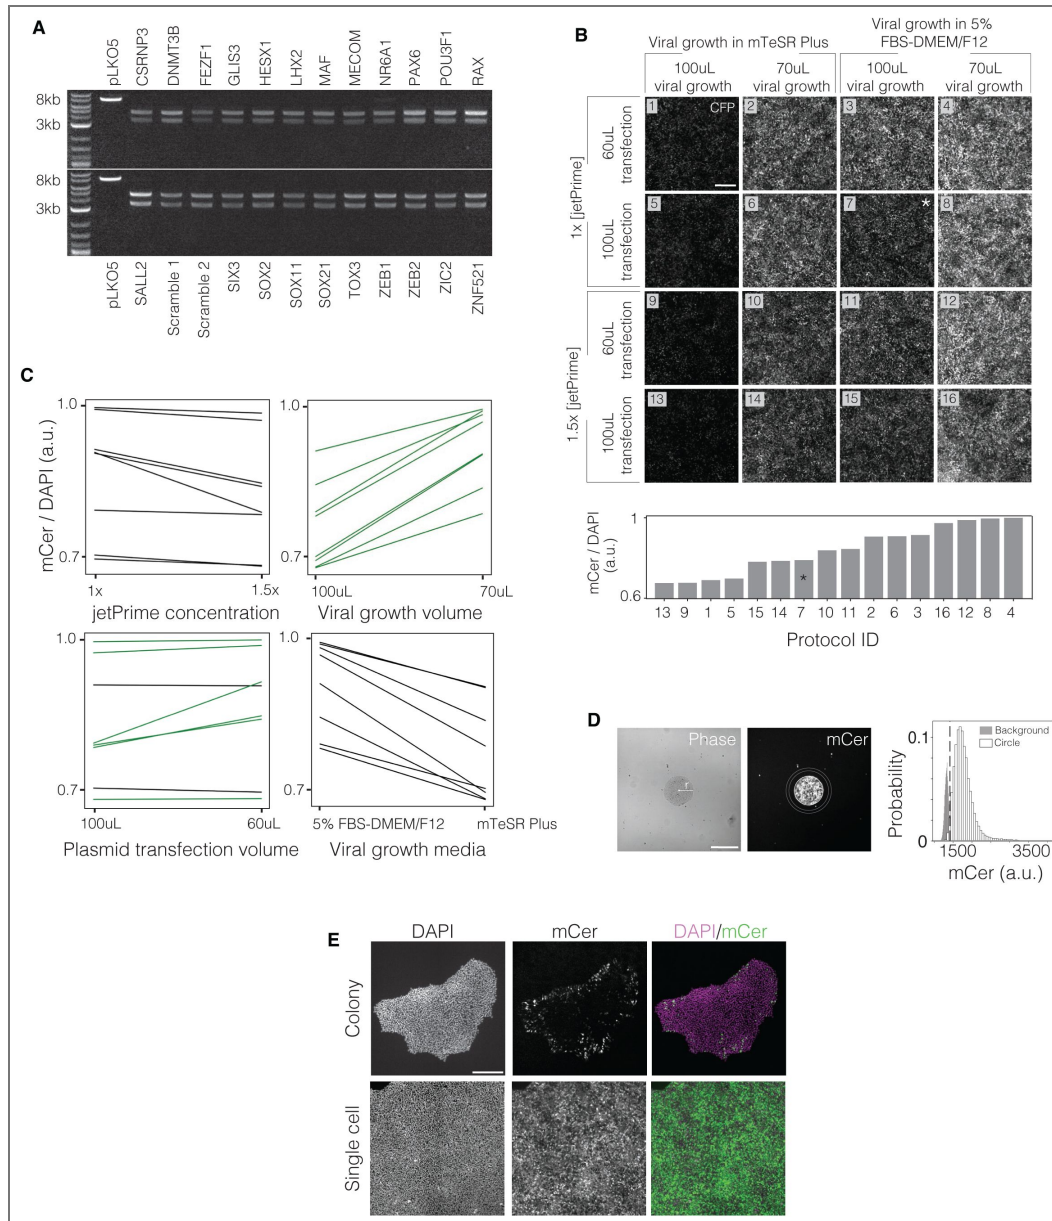 A
pLKO5
CSRNP3
DNMT3B
FEZF1
GLIS3
HESX1
LHX2
MAF
MECOM
NR6A1
PAX6
POU3F1
RAX
8kb
3kb
8kb
3kb
pLKO5
SALL2
Scramble 1
Scramble 2
SIX3
SOX2
SOX11
SOX21
TOX3
ZEB1
ZEB2
ZIC2
ZNF521
B
Viral growth in mTeSR Plus
Viral growth in 5%
FBS-DMEM/F12
100uL
viral growth
70uL
viral growth
100uL
viral growth
70uL
viral growth
1x [jetPrime]
60uL
transfection
1
CFP
2
3
4
100uL
transfection
5
6
7
*
8
1.5x [jetPrime]
60uL
transfection
9
10
11
12
100uL
transfection
13
14
15
16
mCer / DAPI
(a.u.)
1
0.6
*
13 9 1 5 15 14 7 10 11 2 6 3 16 12 8 4
Protocol ID
C
mCer / DAPI (a.u.)
1.0
0.7
1x 1.5x
jetPrime concentration
1.0
0.7
100uL 70uL
Viral growth volume
1.0
0.7
100uL 60uL
Plasmid transfection volume
1.0
0.7
5% FBS-DMEM/F12 mTeSR Plus
Viral growth media
D
Phase
r
mCer
Probability
0.1
0
Background
Circle
1500 3500
mCer (a.u.)
E
DAPI
mCer
DAPI/mCer
Colony
Single cell